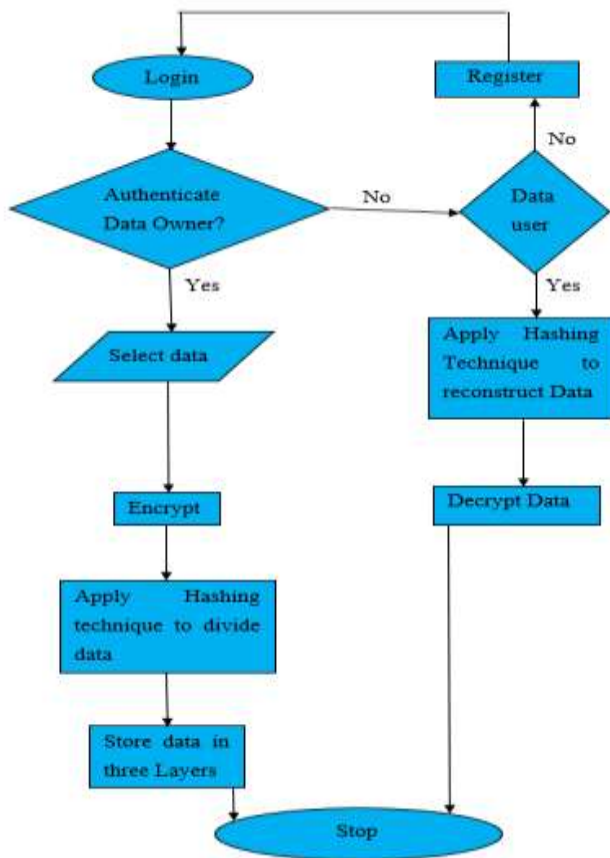 Login
Register
No
Authenticate
Data Owner?
No
Data
user
Yes
Yes
Select data
Apply Hashing
Technique to
reconstruct Data
Encrypt
Decrypt Data
Apply Hashing
technique to divide
data
Store data in
three Layers
Stop